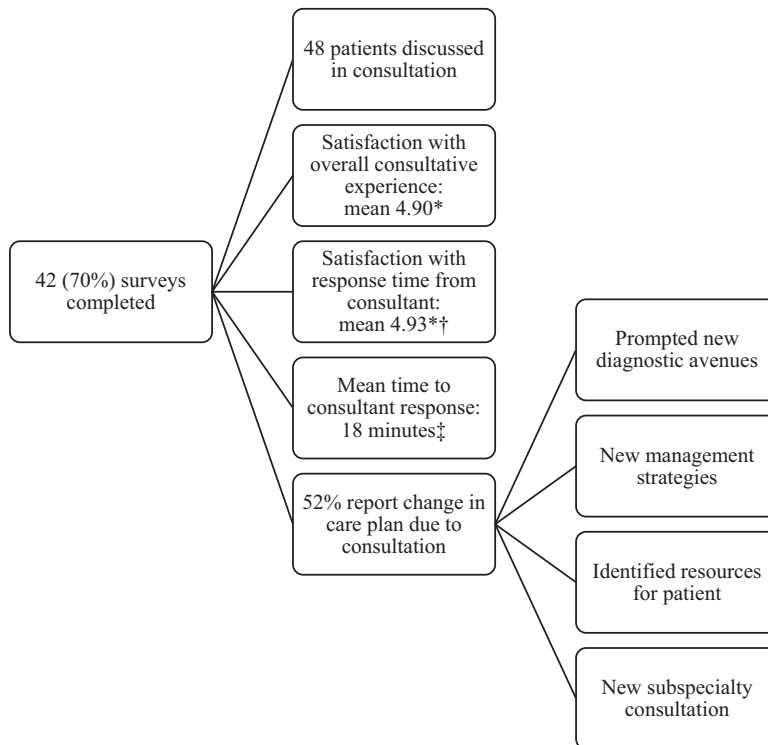 48 patients discussed
in consultation
Satisfaction with
overall consultative
experience:
mean 4.90*
42 (70%) surveys
completed
Satisfaction with
response time from
consultant:
mean 4.93*†
Mean time to
consultant response:
18 minutes‡
52% report change in
care plan due to
consultation
Prompted new
diagnostic avenues
New management
strategies
Identified resources
for patient
New subspecialty
consultation